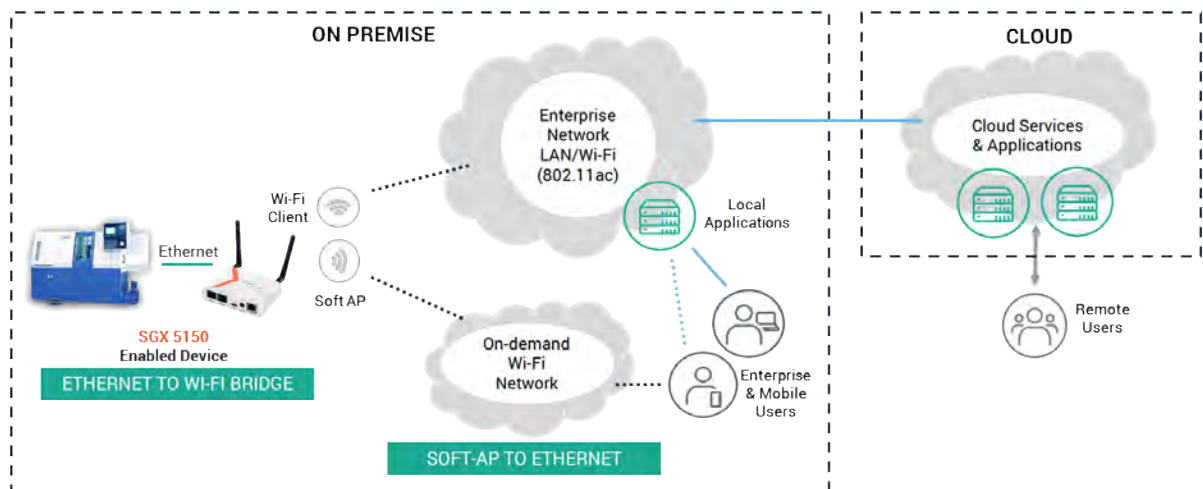 ON PREMISE
CLOUD
Enterprise
Network
LAN/Wi-Fi
(802.11ac)
Cloud Services
& Applications
Wi-Fi
Client
Local
Applications
Ethernet
Soft AP
SGX 5150
Enabled Device
ETHERNET TO WI-FI BRIDGE
On-demand
Wi-Fi
Network
Enterprise
& Mobile
Users
Remote
Users
SOFT-AP TO ETHERNET